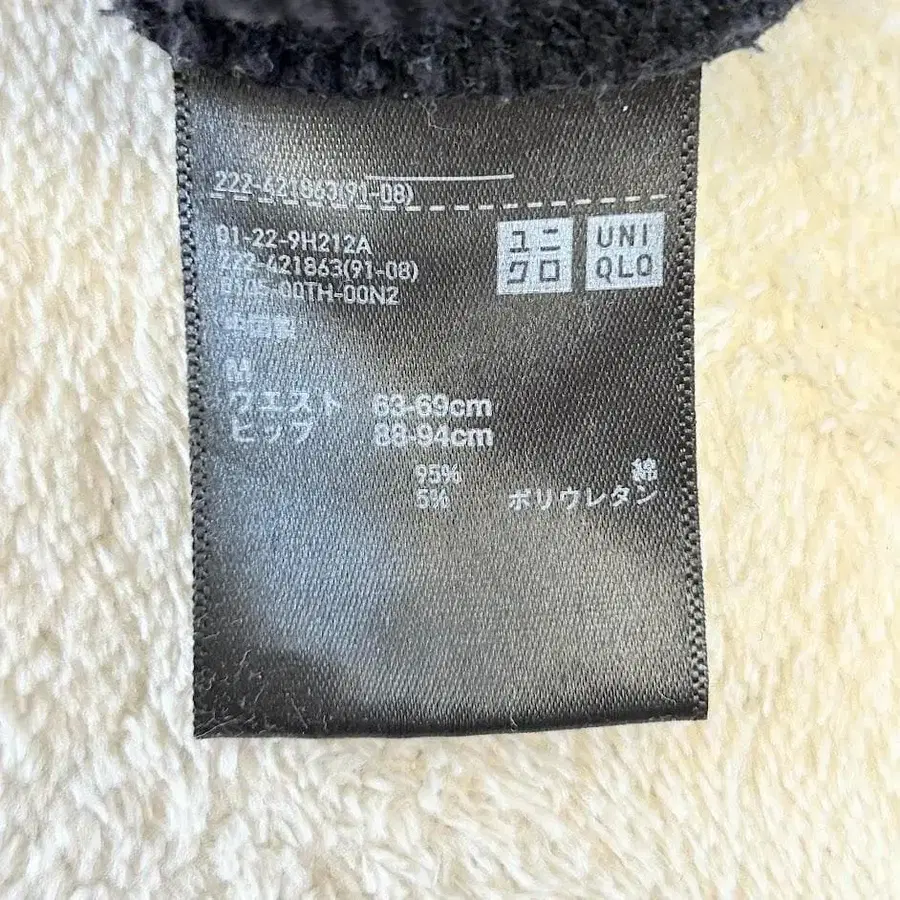 222-421863(91-08)
01-22-9H212A
222-421863(91-08)
ユニ
クロ
UNI
QLO
M
ウエスト 63-69cm
ヒップ 88-94cm
95% 綿
5% ポリウレタン